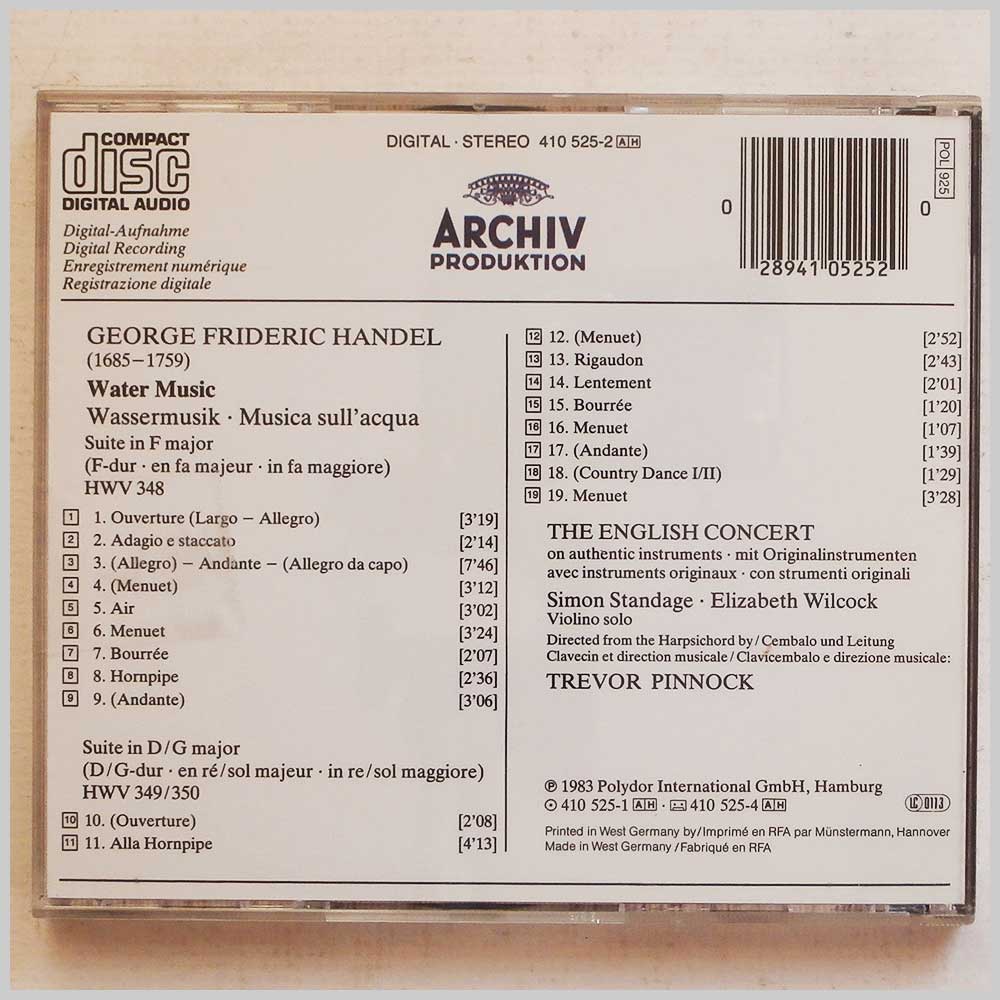 COMPACT
disc
DIGITAL AUDIO
DIGITAL · STEREO 410 525-2 AH
ARCHIV
PRODUKTION
0 28941 05252 0
POL 925
Digital-Aufnahme
Digital Recording
Enregistrement numérique
Registrazione digitale
GEORGE FRIDERIC HANDEL
(1685–1759)
Water Music
Wassermusik · Musica sull'acqua
Suite in F major
(F-dur · en fa majeur · in fa maggiore)
HWV 348
1 1. Ouverture (Largo – Allegro) [3'19]
2 2. Adagio e staccato [2'14]
3 3. (Allegro) – Andante – (Allegro da capo) [7'46]
4 4. (Menuet) [3'12]
5 5. Air [3'02]
6 6. Menuet [3'24]
7 7. Bourrée [2'07]
8 8. Hornpipe [2'36]
9 9. (Andante) [3'06]
Suite in D/G major
(D/G-dur · en ré/sol majeur · in re/sol maggiore)
HWV 349/350
10 10. (Ouverture) [2'08]
11 11. Alla Hornpipe [4'13]
12 12. (Menuet) [2'52]
13 13. Rigaudon [2'43]
14 14. Lentement [2'01]
15 15. Bourrée [1'20]
16 16. Menuet [1'07]
17 17. (Andante) [1'39]
18 18. (Country Dance I/II) [1'29]
19 19. Menuet [3'28]
THE ENGLISH CONCERT
on authentic instruments · mit Originalinstrumenten
avec instruments originaux · con strumenti originali
Simon Standage · Elizabeth Wilcock
Violino solo
Directed from the Harpsichord by/Cembalo und Leitung
Clavecin et direction musicale/Clavicembalo e direzione musicale:
TREVOR PINNOCK
℗ 1983 Polydor International GmbH, Hamburg
410 525-1 AH · 410 525-4 AH
LC 0113
Printed in West Germany by/Imprimé en RFA par Münstermann, Hannover
Made in West Germany/Fabriqué en RFA